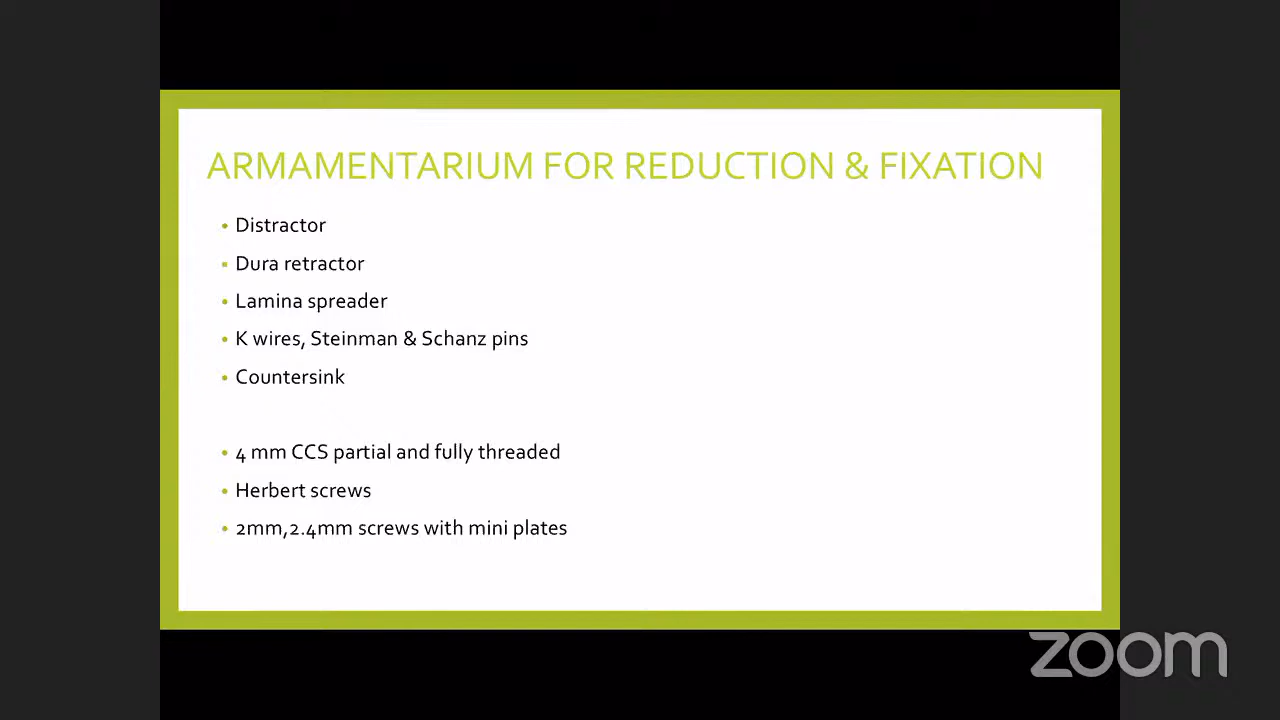 ARMAMENTARIUM FOR REDUCTION & FIXATION
• Distractor
• Dura retractor
• Lamina spreader
• K wires, Steinman & Schanz pins
• Countersink
• 4 mm CCS partial and fully threaded
• Herbert screws
• 2mm,2.4mm screws with mini plates
zoom